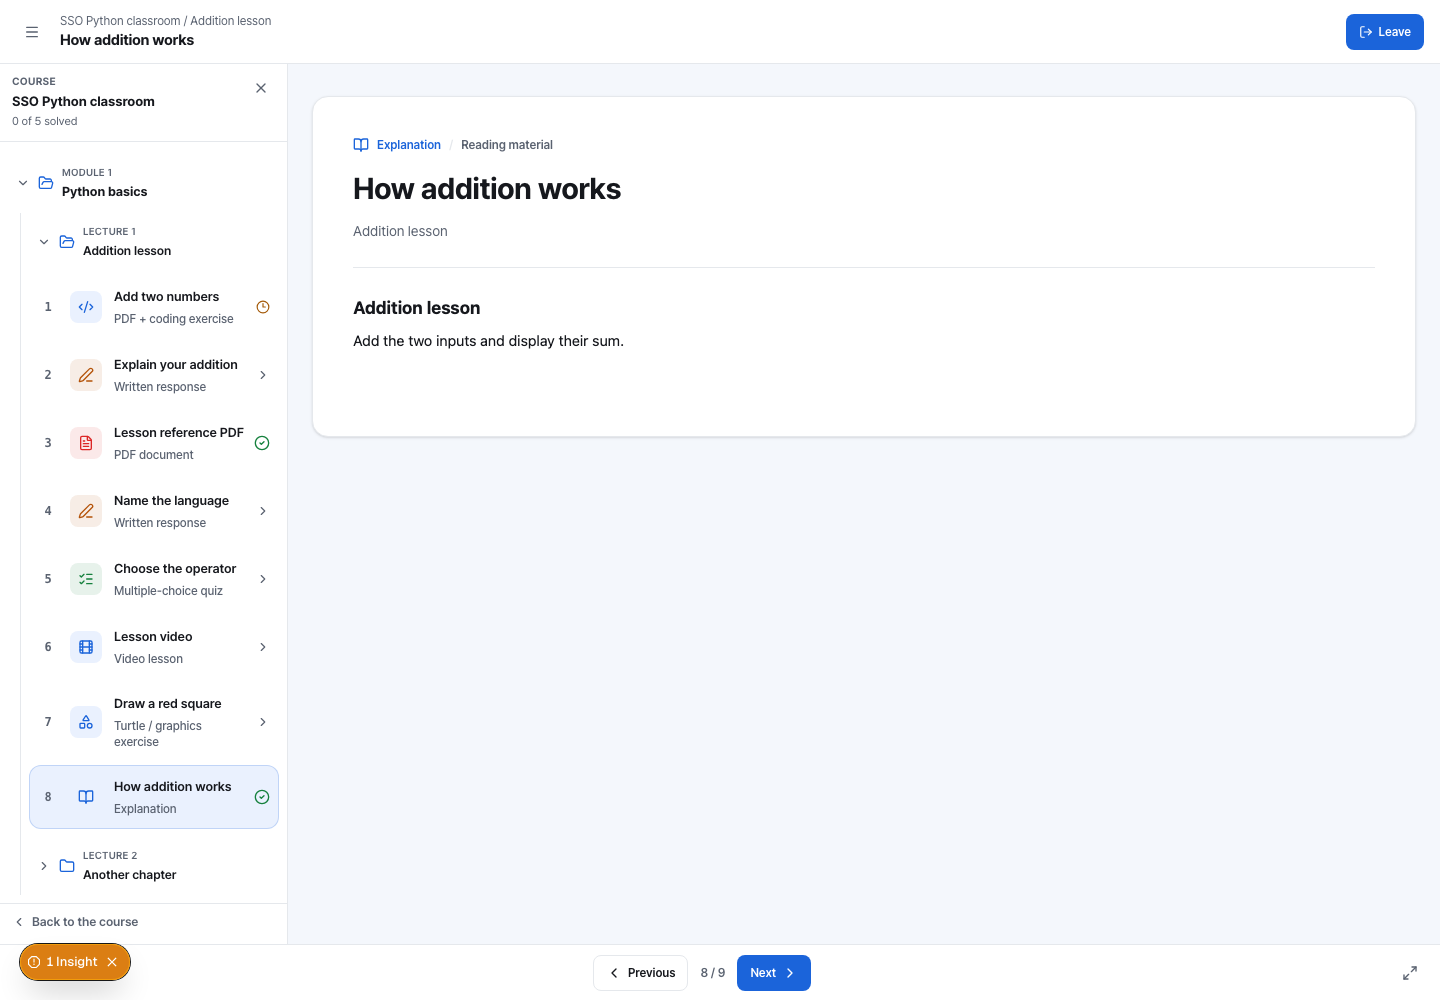 SSO Python classroom / Addition lesson
How addition works
Leave
COURSE
SSO Python classroom
0 of 5 solved
MODULE 1
Python basics
LECTURE 1
Addition lesson
1
Add two numbers
PDF + coding exercise
2
Explain your addition
Written response
3
Lesson reference PDF
PDF document
4
Name the language
Written response
5
Choose the operator
Multiple-choice quiz
6
Lesson video
Video lesson
7
Draw a red square
Turtle / graphics
exercise
8
How addition works
Explanation
LECTURE 2
Another chapter
Back to the course
1 Insight
Explanation / Reading material
How addition works
Addition lesson
Addition lesson
Add the two inputs and display their sum.
Previous
8 / 9
Next